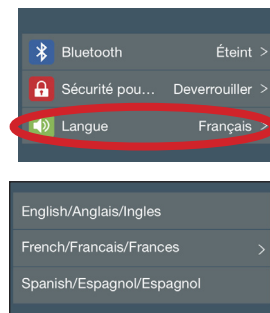 Bluetooth Éteint >
Sécurité pou... Deverrouiller >
Langue Français >
English/Anglais/Ingles
French/Francais/Frances >
Spanish/Espagnol/Espagnol